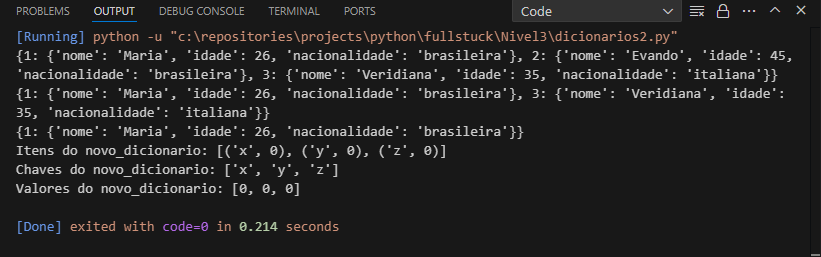 PROBLEMS OUTPUT DEBUG CONSOLE TERMINAL PORTS Code
[Running] python -u "c:\repositories\projects\python\fullstuck\Nivel3\dicionarios2.py"
{1: {'nome': 'Maria', 'idade': 26, 'nacionalidade': 'brasileira'}, 2: {'nome': 'Evando', 'idade': 45,
'nacionalidade': 'brasileira'}, 3: {'nome': 'Veridiana', 'idade': 35, 'nacionalidade': 'italiana'}}
{1: {'nome': 'Maria', 'idade': 26, 'nacionalidade': 'brasileira'}, 3: {'nome': 'Veridiana', 'idade':
35, 'nacionalidade': 'italiana'}}
{1: {'nome': 'Maria', 'idade': 26, 'nacionalidade': 'brasileira'}}
Itens do novo_dicionario: [('x', 0), ('y', 0), ('z', 0)]
Chaves do novo_dicionario: ['x', 'y', 'z']
Valores do novo_dicionario: [0, 0, 0]
[Done] exited with code=0 in 0.214 seconds